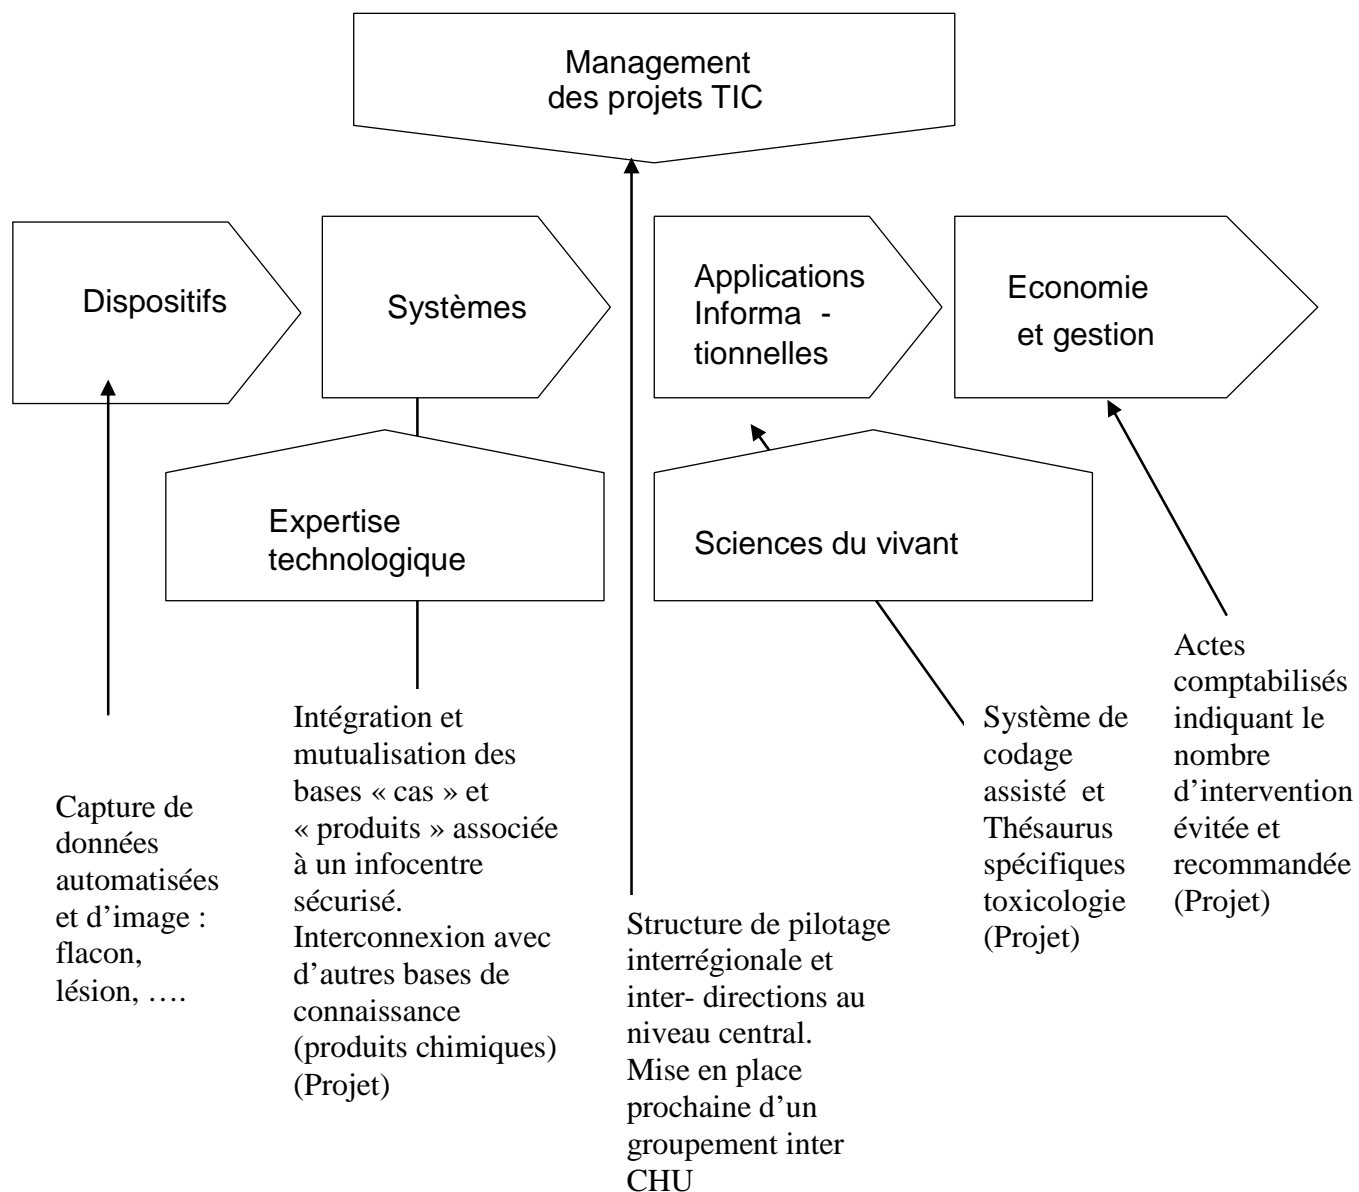 Management
des projets TIC
Dispositifs
Systèmes
Applications
Informa -
tionnelles
Economie
et gestion
Expertise
technologique
Sciences du vivant
Capture de
données
automatisées
et d'image :
flacon,
lésion, ….
Intégration et
mutualisation des
bases « cas » et
« produits » associée
à un infocentre
sécurisé.
Interconnexion avec
d'autres bases de
connaissance
(produits chimiques)
(Projet)
Structure de pilotage
interrégionale et
inter- directions au
niveau central.
Mise en place
prochaine d'un
groupement inter
CHU
Système de
codage
assisté et
Thésaurus
spécifiques
toxicologie
(Projet)
Actes
comptabilisés
indiquant le
nombre
d'intervention
évitée et
recommandée
(Projet)